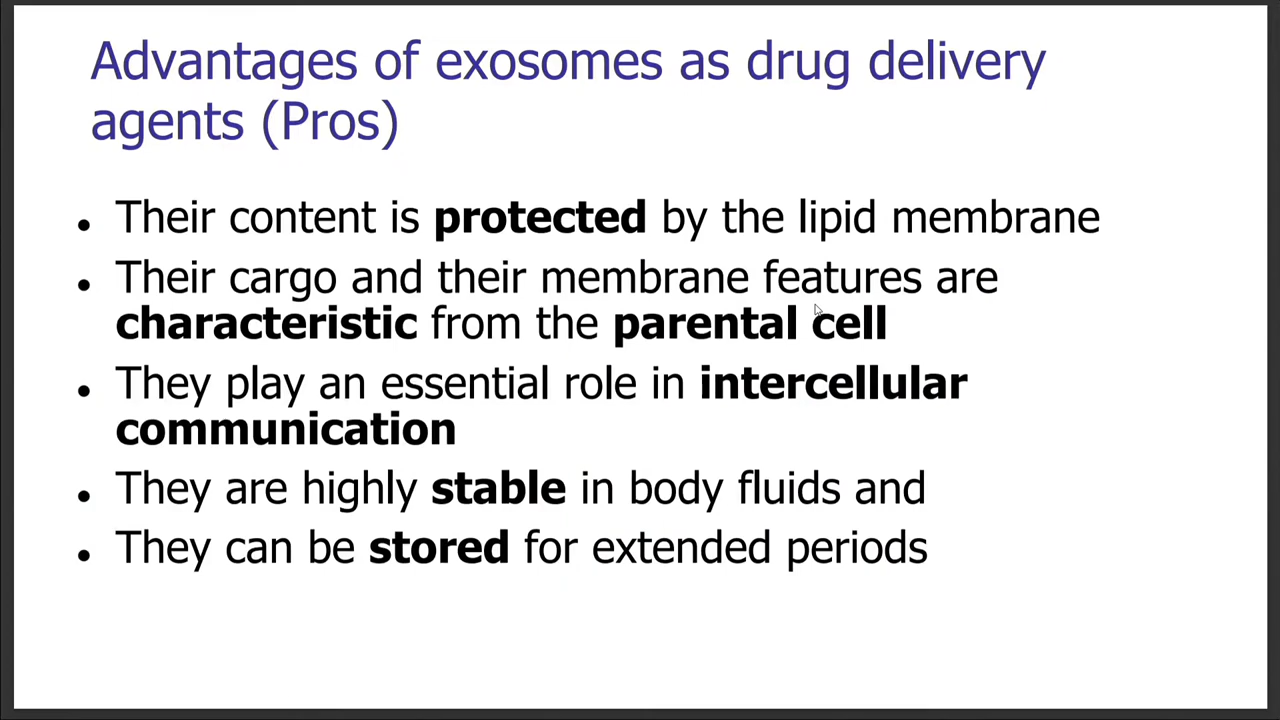 Advantages of exosomes as drug delivery
agents (Pros)
• Their content is protected by the lipid membrane
• Their cargo and their membrane features are
characteristic from the parental cell
• They play an essential role in intercellular
communication
• They are highly stable in body fluids and
• They can be stored for extended periods